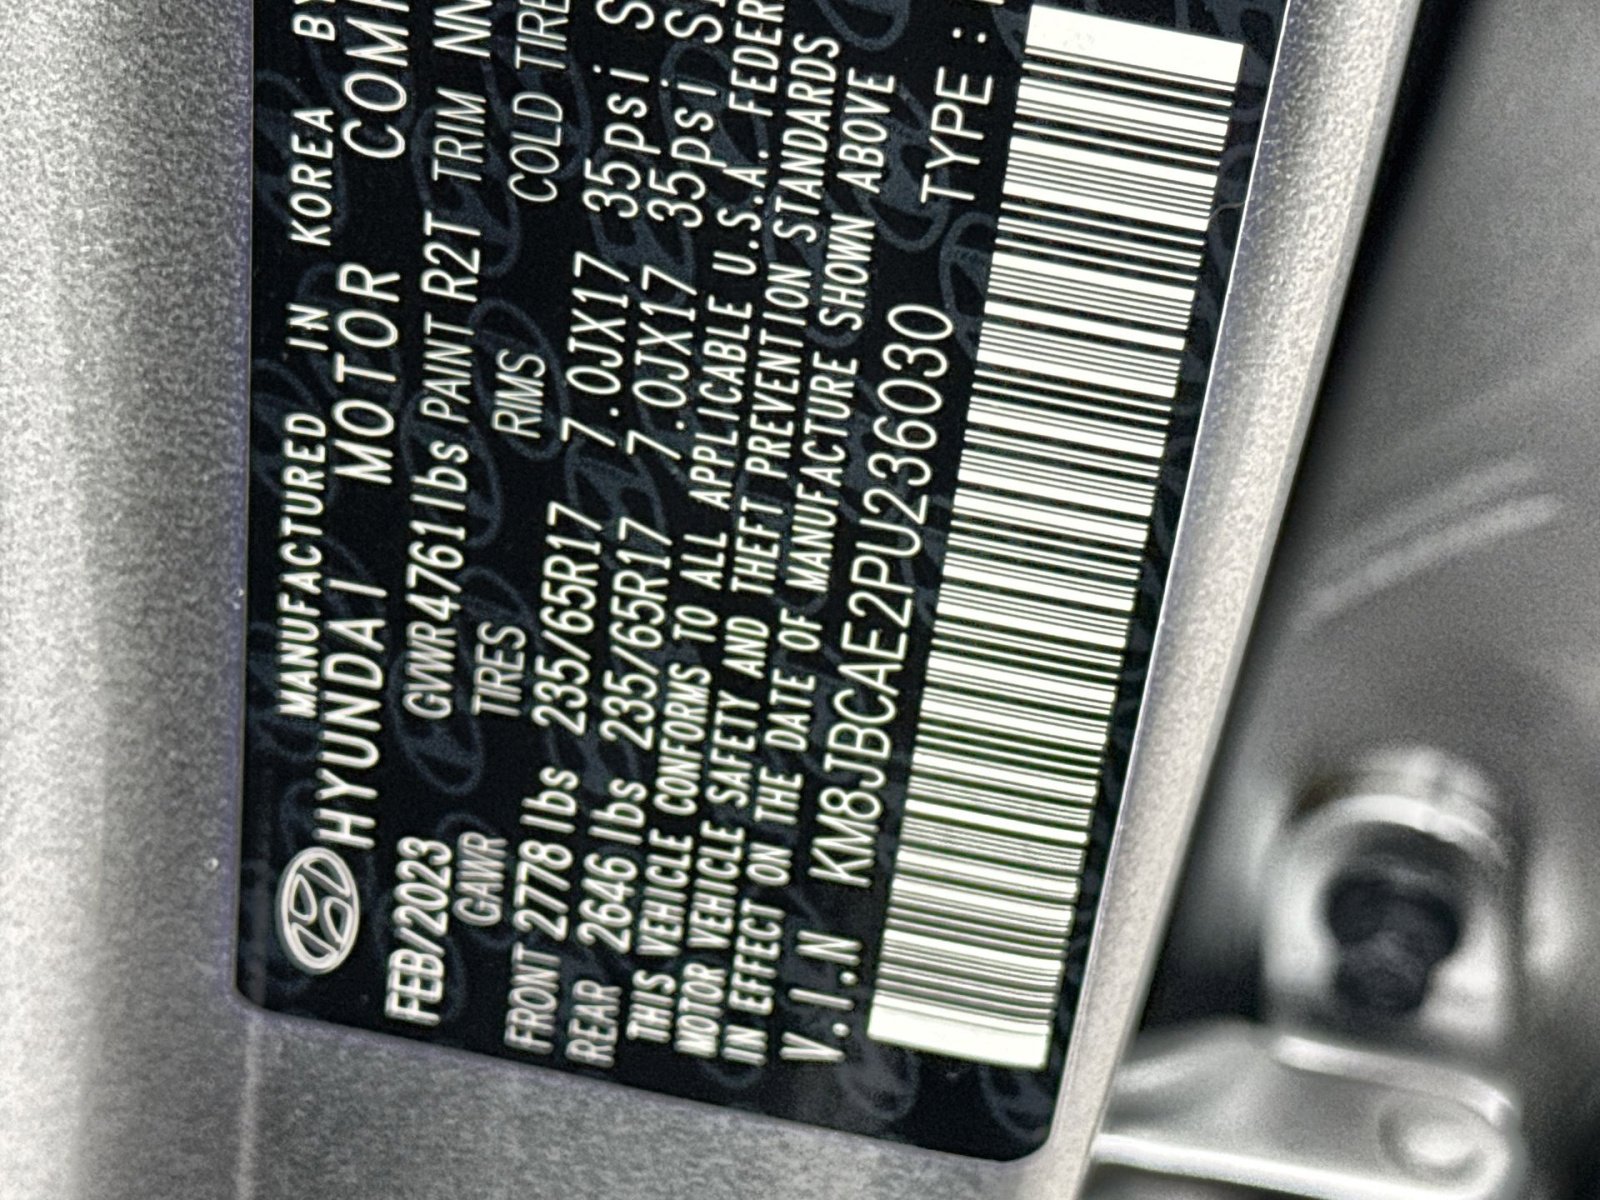 MANUFACTURED IN KOREA BY
HYUNDAI MOTOR COMP
FEB/2023 GVWR 4761 lbs PAINT R2T TRIM NN
GAWR TIRES RIMS COLD TIRE
FRONT 2778 lbs 235/65R17 7.0JX17 35psi S
REAR 2646 lbs 235/65R17 7.0JX17 35psi S
THIS VEHICLE CONFORMS TO ALL APPLICABLE U.S.A. FEDER
MOTOR VEHICLE SAFETY AND THEFT PREVENTION STANDARDS
IN EFFECT ON THE DATE OF MANUFACTURE SHOWN ABOVE
V.I.N KM8JBCAE2PU236030 TYPE :